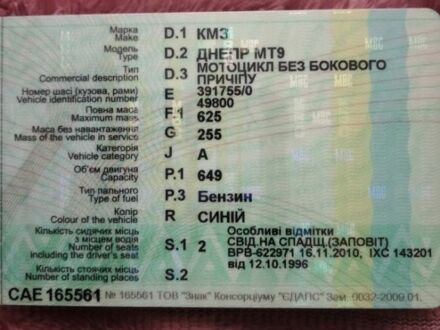 Марка D.1 КМЗ
Make
Модель D.2 ДНЕПР МТ9
Type
Тип D.3 МОТОЦИКЛ БЕЗ БОКОВОГО
Commercial description ПРИЧІПУ
Номер шасі (кузова, рами) E 391755/0
Vehicle identification number 49800
Повна маса F.1 625
Maximum mass
Маса без навантаження G 255
Mass of the vehicle in service
Категорія J A
Vehicle category
Об'єм двигуна P.1 649
Capacity
Тип пального P.3 Бензин
Type of fuel
Колір R СИНІЙ
Colour of the vehicle
Кількість сидячих місць Особливі відмітки
з місцем водія S.1 2 СВІД.НА СПАДЩ.(ЗАПОВІТ)
Number of seats ВРВ-622971 16.11.2010, ІХС 143201
including the driver's seat від 12.10.1996
Кількість стоячих місць S.2
Number of standing places
САЕ 165561 № 165561 ТОВ "Знак" Консорціуму "ЄДАПС" Зам. 9032-2009.01.